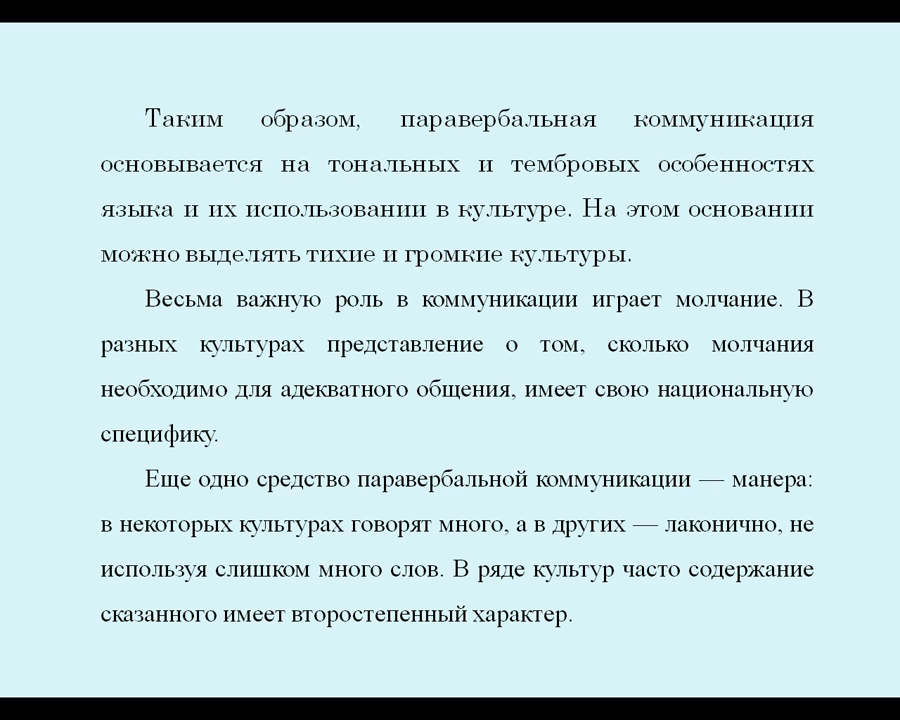 Таким образом, паравербальная коммуникация
основывается на тональных и тембровых особенностях
языка и их использовании в культуре. На этом основании
можно выделять тихие и громкие культуры.
Весьма важную роль в коммуникации играет молчание. В
разных культурах представление о том, сколько молчания
необходимо для адекватного общения, имеет свою национальную
специфику.
Еще одно средство паравербальной коммуникации — манера:
в некоторых культурах говорят много, а в других — лаконично, не
используя слишком много слов. В ряде культур часто содержание
сказанного имеет второстепенный характер.